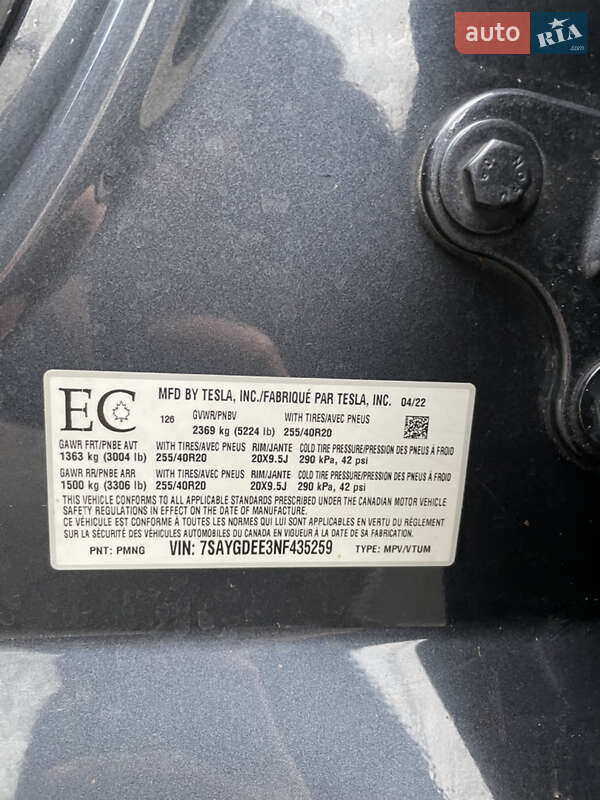 auto RIA .com
EC
MFD BY TESLA, INC./FABRIQUÉ PAR TESLA, INC. 04/22
126 GVWR/PNBV WITH TIRES/AVEC PNEUS
2369 kg (5224 lb) 255/40R20
GAWR FRT/PNBE AVT WITH TIRES/AVEC PNEUS RIM/JANTE COLD TIRE PRESSURE/PRESSION DES PNEUS À FROID
1363 kg (3004 lb) 255/40R20 20X9.5J 290 kPa, 42 psi
GAWR RR/PNBE ARR WITH TIRES/AVEC PNEUS RIM/JANTE COLD TIRE PRESSURE/PRESSION DES PNEUS À FROID
1500 kg (3306 lb) 255/40R20 20X9.5J 290 kPa, 42 psi
THIS VEHICLE CONFORMS TO ALL APPLICABLE STANDARDS PRESCRIBED UNDER THE CANADIAN MOTOR VEHICLE
SAFETY REGULATIONS IN EFFECT ON THE DATE OF MANUFACTURE.
CE VÉHICULE EST CONFORME À TOUTES LES NORMES QUI LUI SONT APPLICABLES EN VERTU DU RÈGLEMENT
SUR LA SÉCURITÉ DES VÉHICULES AUTOMOBILES DU CANADA EN VIGUEUR À LA DATE DE SA FABRICATION.
PNT: PMNG VIN: 7SAYGDEE3NF435259 TYPE: MPV/VTUM